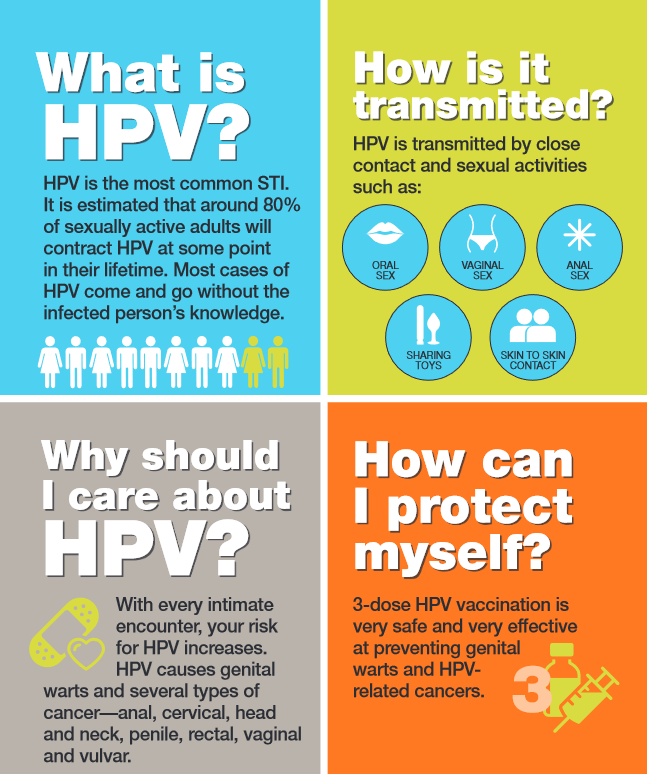 What is
HPV?
HPV is the most common STI.
It is estimated that around 80%
of sexually active adults will
contract HPV at some point
in their lifetime. Most cases of
HPV come and go without the
infected person's knowledge.
How is it
transmitted?
HPV is transmitted by close
contact and sexual activities
such as:
ORAL
SEX
VAGINAL
SEX
ANAL
SEX
SHARING
TOYS
SKIN TO SKIN
CONTACT
Why should
I care about
HPV?
With every intimate
encounter, your risk
for HPV increases.
HPV causes genital
warts and several types of
cancer—anal, cervical, head
and neck, penile, rectal, vaginal
and vulvar.
How can
I protect
myself?
3-dose HPV vaccination is
very safe and very effective
at preventing genital
warts and HPV-
related cancers.
3